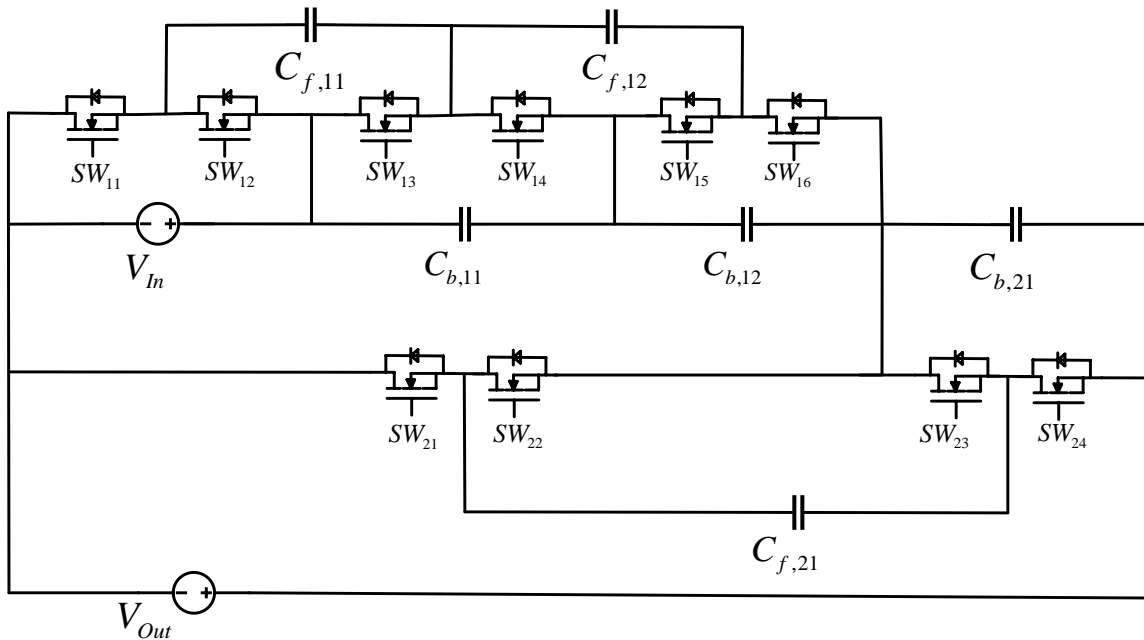 C_{f,11}
C_{f,12}
SW_{11}
SW_{12}
SW_{13}
SW_{14}
SW_{15}
SW_{16}
- +
V_{In}
C_{b,11}
C_{b,12}
C_{b,21}
SW_{21}
SW_{22}
SW_{23}
SW_{24}
C_{f,21}
- +
V_{Out}